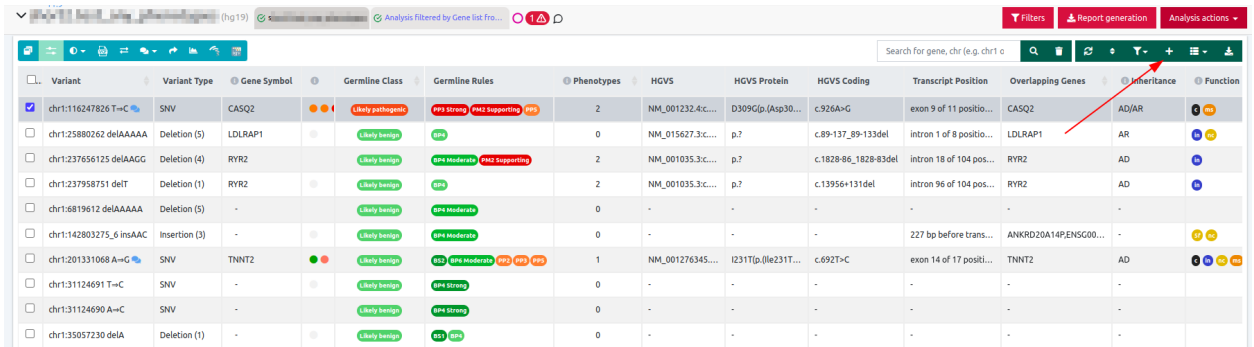 (hg19) Analysis filtered by Gene list fro... 1 Filters Report generation Analysis actions
Search for gene, chr (e.g. chr1 o
Variant Variant Type Gene Symbol Germline Class Germline Rules Phenotypes HGVS HGVS Protein HGVS Coding Transcript Position Overlapping Genes Inheritance Function
chr1:116247826 T⇒C SNV CASQ2 Likely pathogenic PP3 Strong PM2 Supporting PP5 2 NM_001232.4:c.... D309G(p.(Asp30... c.926A>G exon 9 of 11 positio... CASQ2 AD/AR c ms
chr1:25880262 delAAAAA Deletion (5) LDLRAP1 Likely benign BP4 0 NM_015627.3:c.... p.? c.89-137_89-133del intron 1 of 8 positio... LDLRAP1 AR in nc
chr1:237656125 delAAGG Deletion (4) RYR2 Likely benign BP4 Moderate PM2 Supporting 2 NM_001035.3:c.... p.? c.1828-86_1828-83del intron 18 of 104 pos... RYR2 AD in
chr1:237958751 delT Deletion (1) RYR2 Likely benign BP4 2 NM_001035.3:c.... p.? c.13956+131del intron 96 of 104 pos... RYR2 AD in
chr1:6819612 delAAAAA Deletion (5) - Likely benign BP4 Moderate 0 - - - - - -
chr1:142803275_6 insAAC Insertion (3) - Likely benign BP4 Moderate 0 - - - 227 bp before trans... ANKRD20A14P,ENSG00... - sf nc
chr1:201331068 A⇒G SNV TNNT2 Likely benign BS2 BP6 Moderate PP2 PP3 PP5 1 NM_001276345.... I231T(p.(Ile231T... c.692T>C exon 14 of 17 positi... TNNT2 AD c in nc ms
chr1:31124691 T⇒C SNV - Likely benign BP4 Strong 0 - - - - - -
chr1:31124690 A⇒C SNV - Likely benign BP4 Strong 0 - - - - - -
chr1:35057230 delA Deletion (1) - Likely benign BS1 BP4 0 - - - - - -